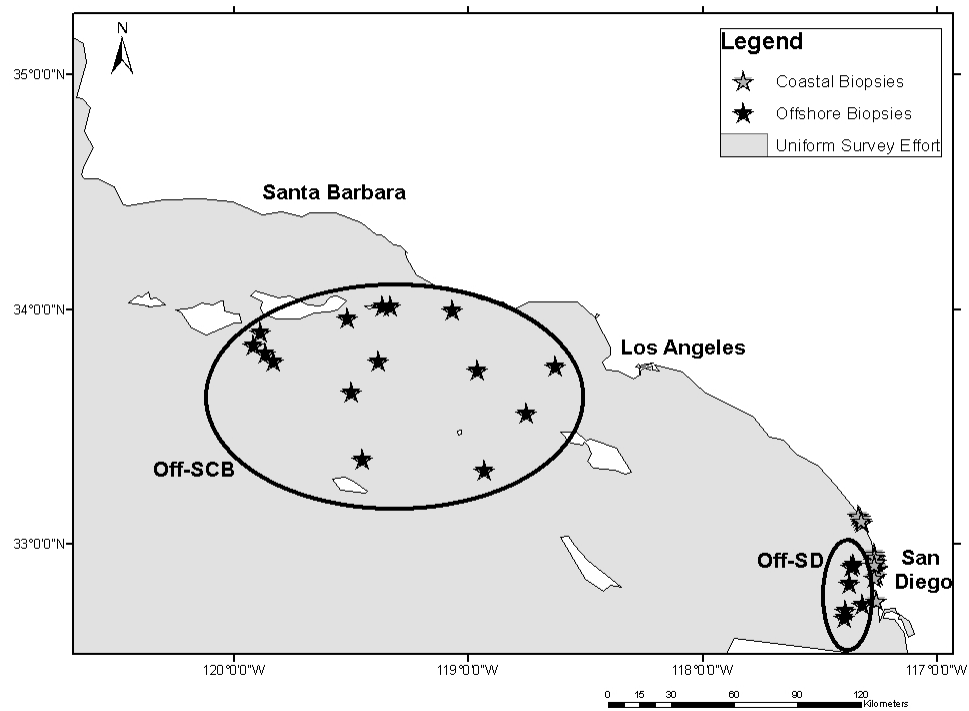 N
Legend
Coastal Biopsies
Offshore Biopsies
Uniform Survey Effort
35°0'0"N
Santa Barbara
34°0'0"N
Los Angeles
Off-SCB
33°0'0"N
Off-SD
San
Diego
120°0'0"W
119°0'0"W
118°0'0"W
117°0'0"W
0 15 30 60 90 120
Kilometers